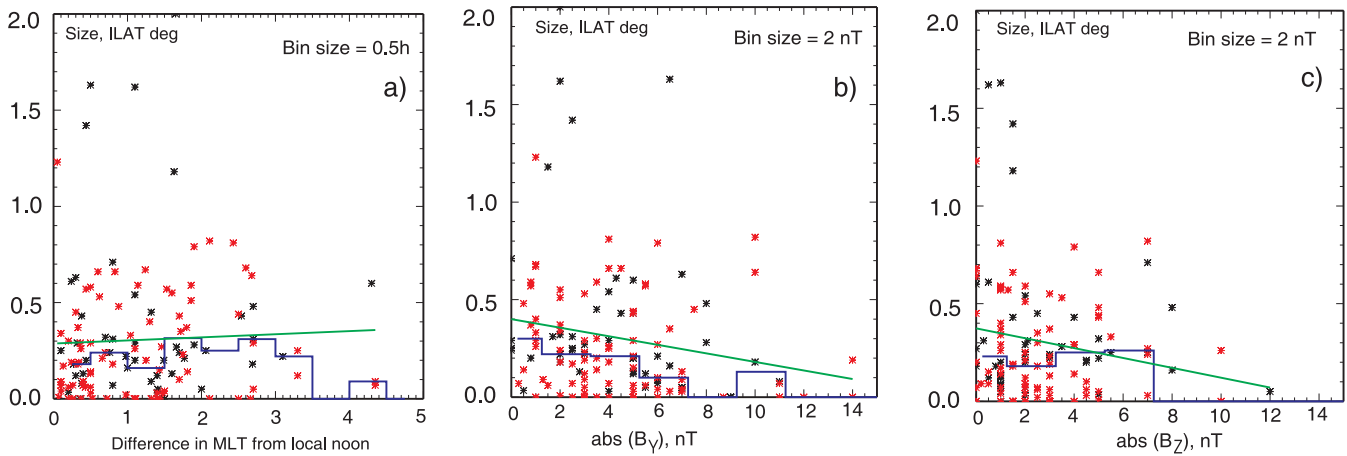 Size, ILAT deg
Bin size = 0.5h
a)
2.0
1.5
1.0
0.5
0.0
0 1 2 3 4 5
Difference in MLT from local noon
Size, ILAT deg
Bin size = 2 nT
b)
2.0
1.5
1.0
0.5
0.0
0 2 4 6 8 10 12 14
abs (BY), nT
Size, ILAT deg
Bin size = 2 nT
c)
2.0
1.5
1.0
0.5
0.0
0 2 4 6 8 10 12 14
abs (BZ), nT